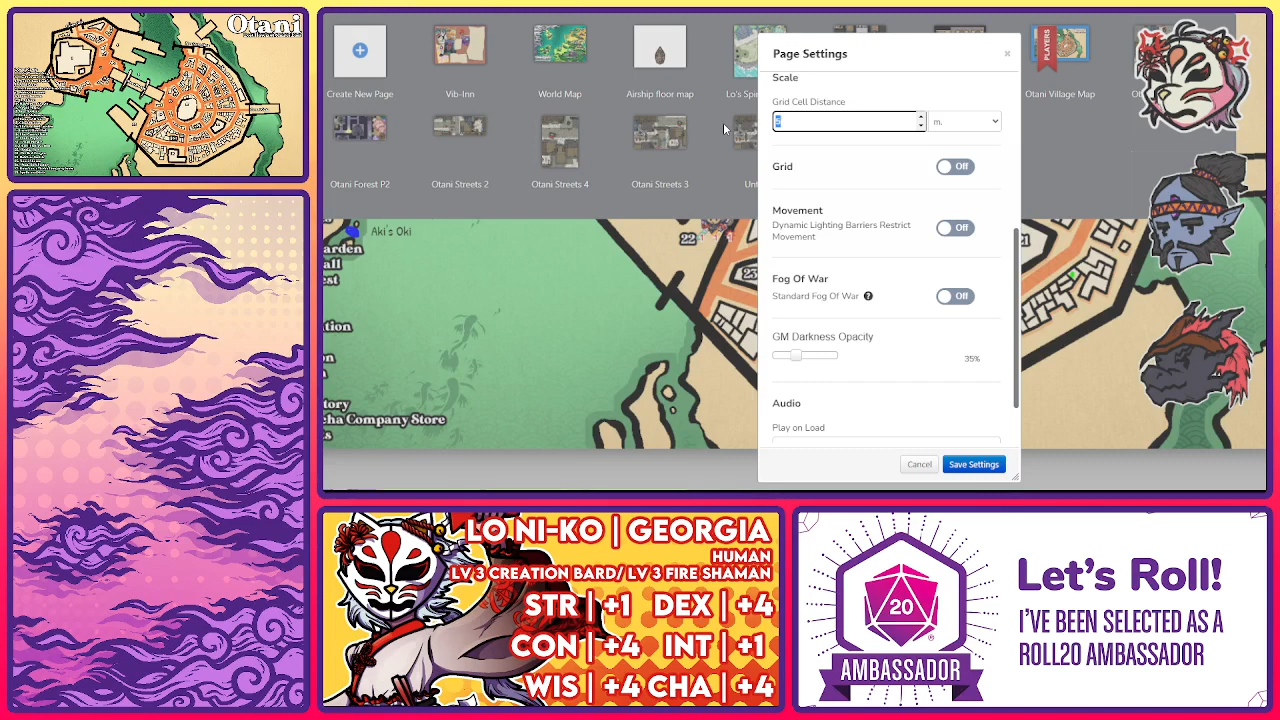 Otani
Create New Page
Vib-Inn
World Map
Airship floor map
Lo's Spi
PLAYERS
Otani Village Map
Otani Forest P2
Otani Streets 2
Otani Streets 4
Otani Streets 3
Page Settings
×
Scale
Grid Cell Distance
5
m.
Grid
Off
Movement
Dynamic Lighting Barriers Restrict
Movement
Off
Fog Of War
Standard Fog Of War ?
Off
GM Darkness Opacity
35%
Audio
Play on Load
Cancel
Save Settings
Aki's Oki
22
ha Company Store
LO NI-KO | GEORGIA
HUMAN
LV 3 CREATION BARD/ LV 3 FIRE SHAMAN
STR | +1 DEX | +4
CON | +4 INT | +1
WIS | +4 CHA | +4
20
®
AMBASSADOR
Let's Roll!
I'VE BEEN SELECTED AS A
ROLL20 AMBASSADOR